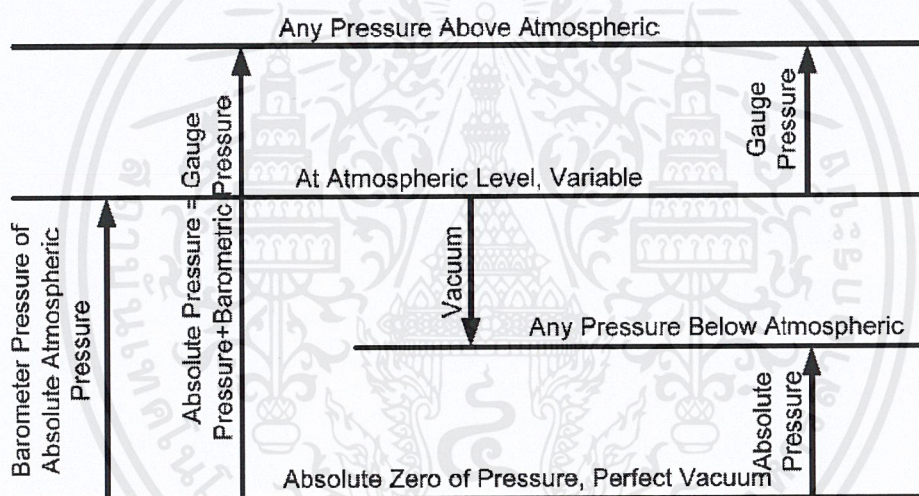 Any Pressure Above Atmospheric
Absolute Pressure = Gauge
Pressure+Barometric Pressure
Gauge
Pressure
At Atmospheric Level, Variable
Barometer Pressure of
Absolute Atmospheric
Pressure
Vacuum
Any Pressure Below Atmospheric
Absolute
Pressure
Absolute Zero of Pressure, Perfect Vacuum